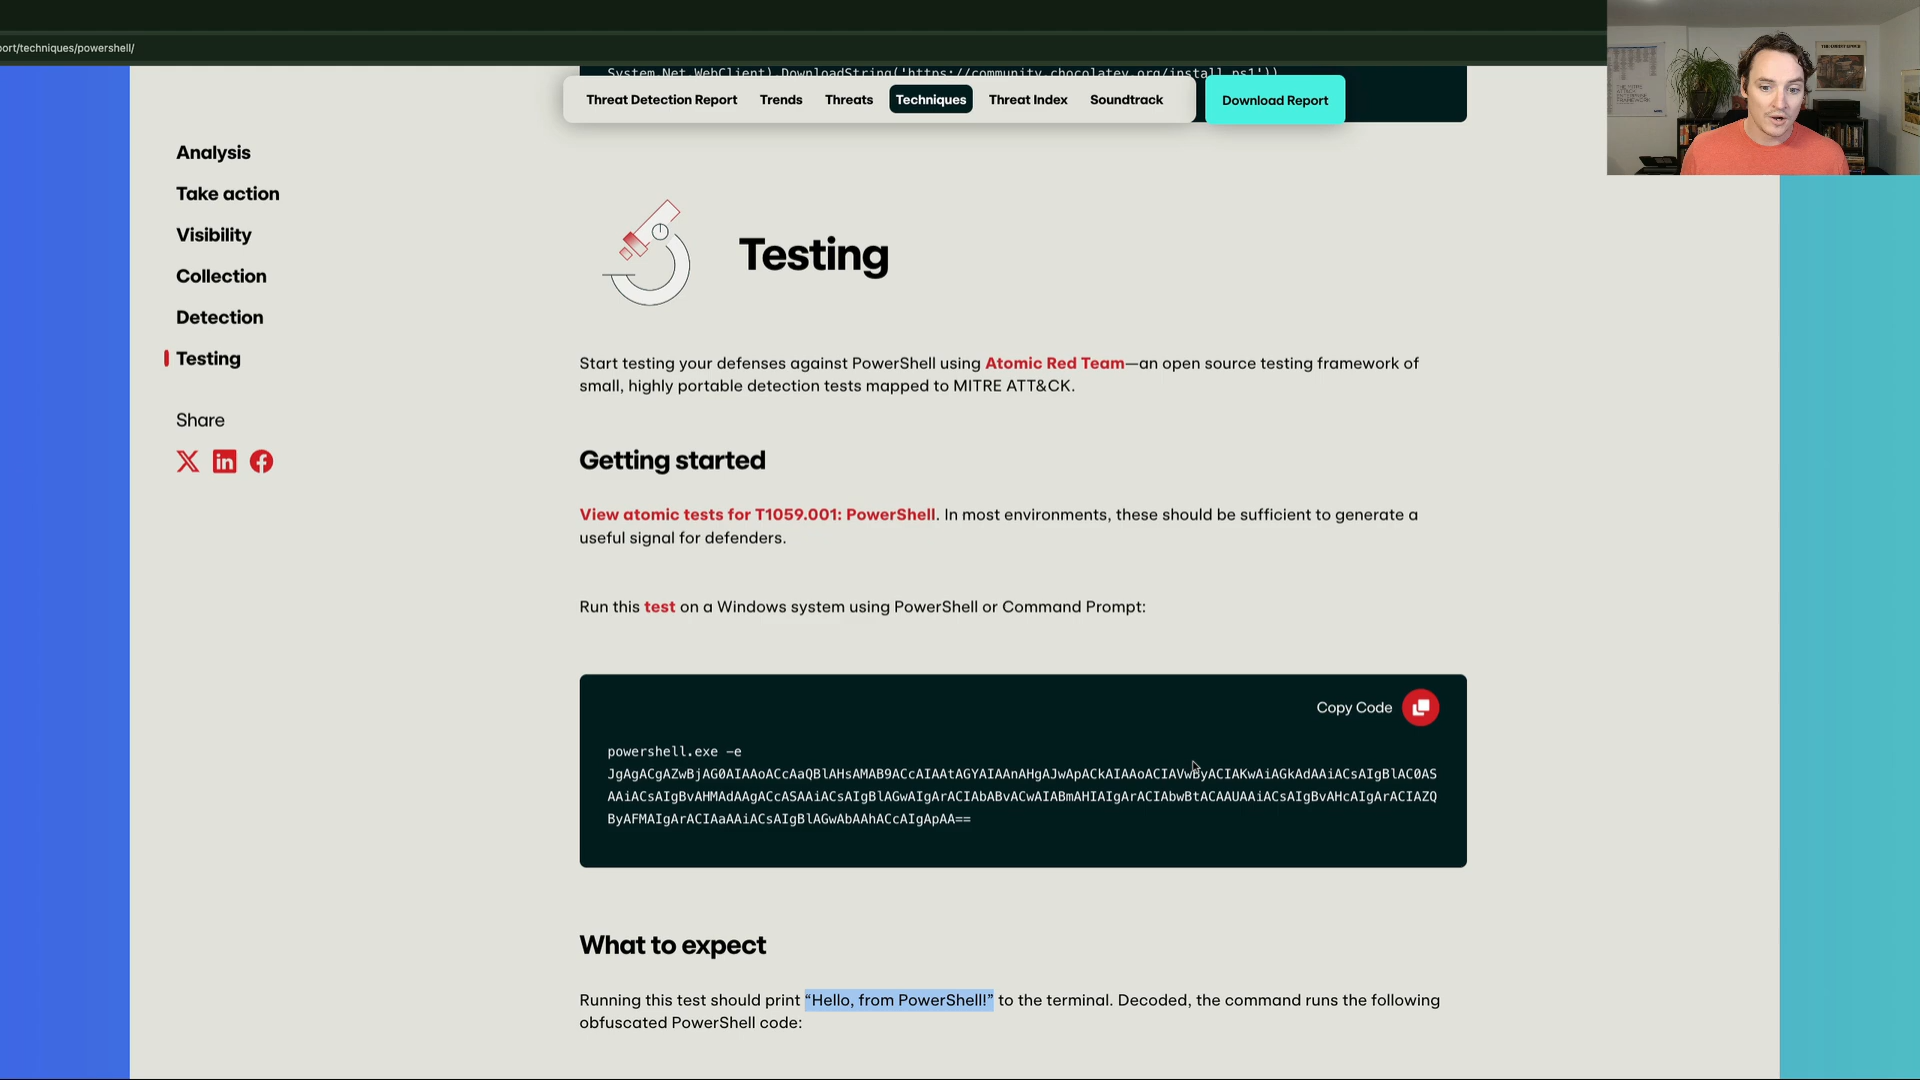 ort/techniques/powershell/
System.Net.WebClient).DownloadString('https://community.chocolatey.org/install.ps1'))
Threat Detection Report Trends Threats Techniques Threat Index Soundtrack Download Report
Analysis
Take action
Visibility
Collection
Detection
Testing
Share
Testing
Start testing your defenses against PowerShell using Atomic Red Team—an open source testing framework of
small, highly portable detection tests mapped to MITRE ATT&CK.
Getting started
View atomic tests for T1059.001: PowerShell. In most environments, these should be sufficient to generate a
useful signal for defenders.
Run this test on a Windows system using PowerShell or Command Prompt:
Copy Code
powershell.exe -e
JgAgACgAZwBjAG0AIAAoACcAaQBlAHsAMAB9ACcAIAAtAGYAIAAnAHgAJwApACkAIAAoACIAVwByACIAKwAiAGkAdAAiACsAIgBlAC0AS
AAiACsAIgBvAHMAdAAgACcASAAiACsAIgBlAGwAIgArACIAbABvACwAIABmAHIAIgArACIAbwBtACAAUAAiACsAIgBvAHcAIgArACIAZQ
ByAFMAIgArACIAaAAiACsAIgBlAGwAbAAhACcAIgApAA==
What to expect
Running this test should print “Hello, from PowerShell!” to the terminal. Decoded, the command runs the following
obfuscated PowerShell code: